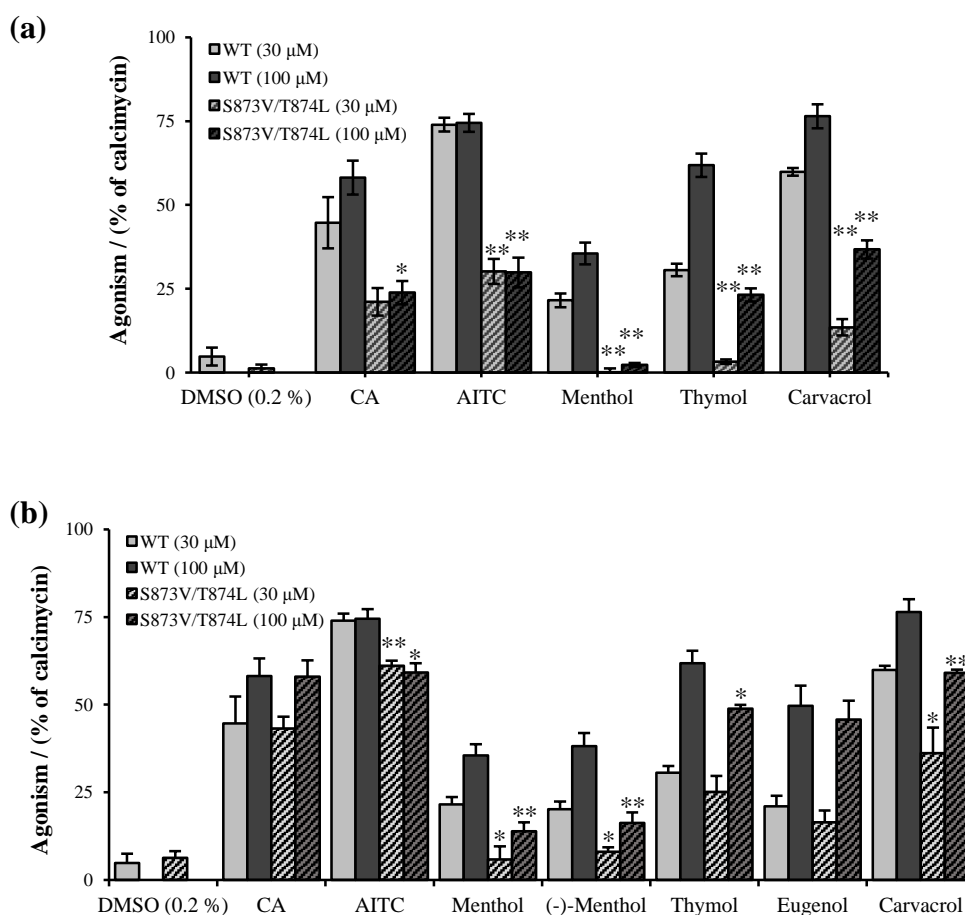 (a)
Agonism / (% of calcimycin)
100
75
50
25
0
WT (30 µM)
WT (100 µM)
S873V/T874L (30 µM)
S873V/T874L (100 µM)
*
** **
** **
** **
** **
DMSO (0.2 %) CA AITC Menthol Thymol Carvacrol
(b)
Agonism / (% of calcimycin)
100
75
50
25
0
WT (30 µM)
WT (100 µM)
S873V/T874L (30 µM)
S873V/T874L (100 µM)
** *
* **
* **
*
* **
DMSO (0.2 %) CA AITC Menthol (-)-Menthol Thymol Eugenol Carvacrol